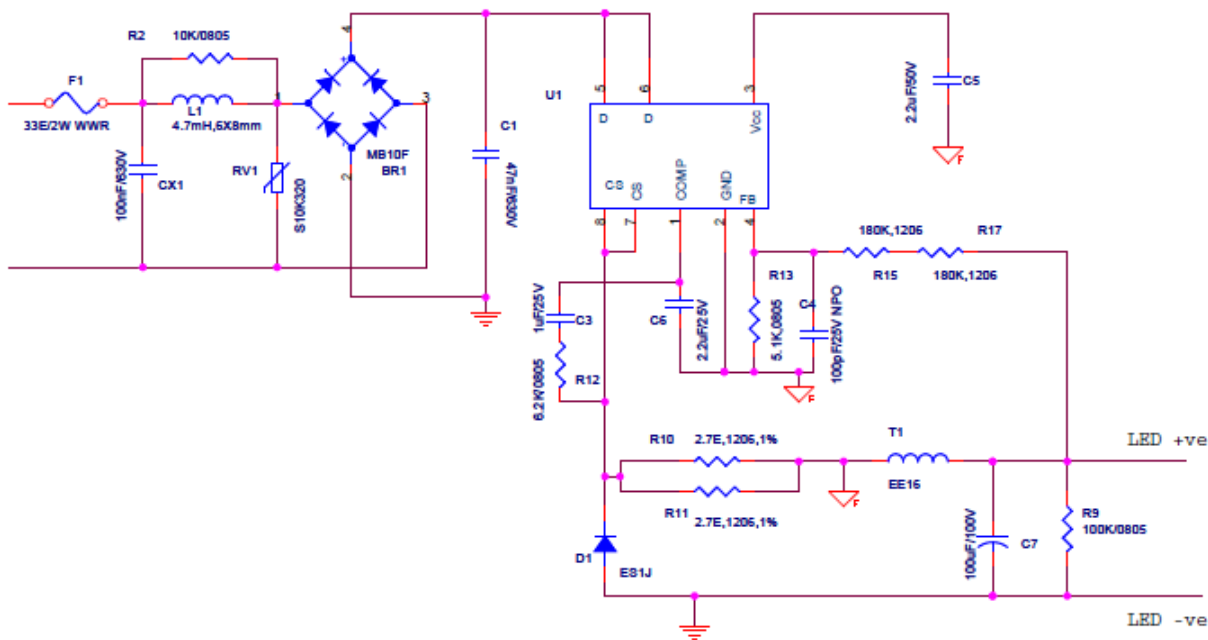 R2 10K/0805
F1
33E/2W WWR
L1
4.7mH,6X8mm
100nF/630V
CX1
RV1
S10K320
1
4
3
2
MB10F
BR1
C1
47nF/630V
U1
5
6
3
D
D
Vcc
CS
CS
COMP
GND
FB
8
7
1
2
4
2.2uF/50V
C5
F
180K,1206
R17
R15
180K,1206
R13
5.1K,0805
C4
100pF/25V NPO
F
1uF/25V
C3
C6
2.2uF/25V
R12
6.2K/0805
R10
2.7E,1206,1%
R11
2.7E,1206,1%
F
T1
EE16
LED +ve
100uF/100V
C7
R9
100K/0805
D1
ES1J
LED -ve